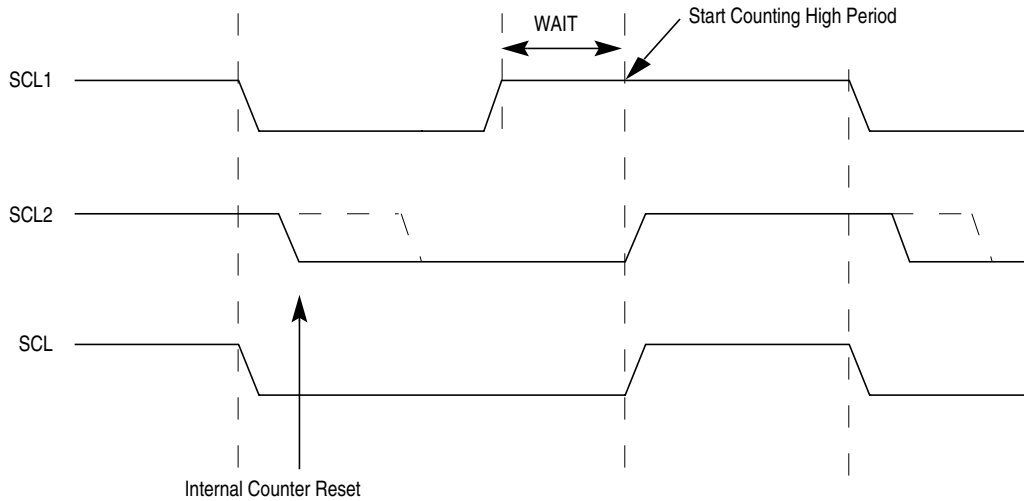 Start Counting High Period
WAIT
SCL1
SCL2
SCL
Internal Counter Reset